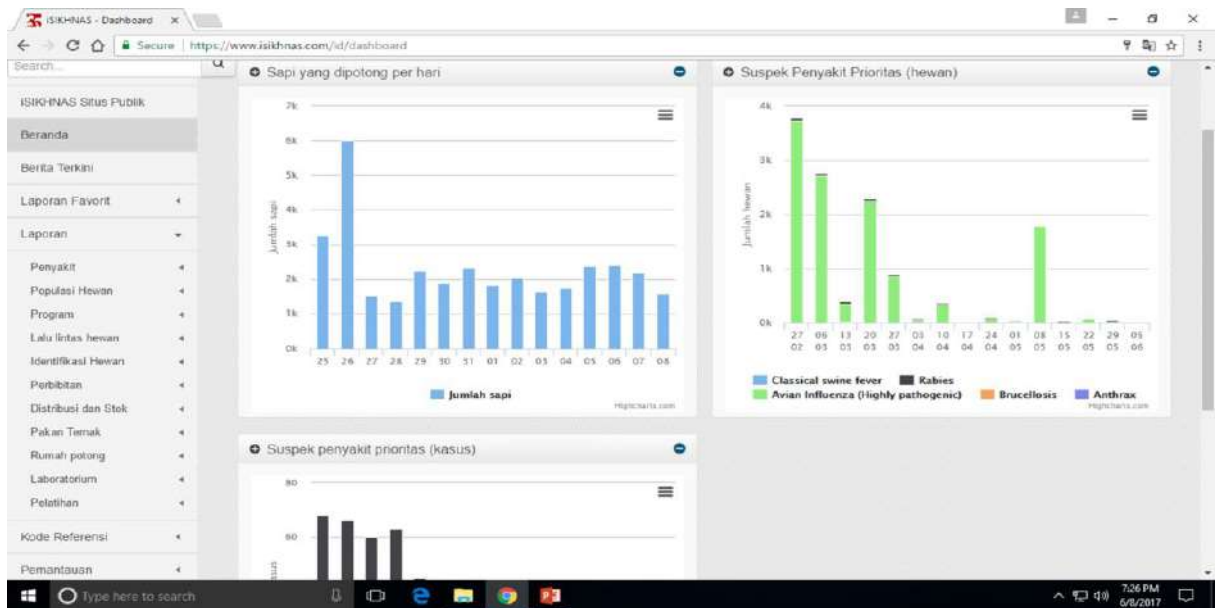 iSIKHNAS - Dashboard
Secure | https://www.isikhnas.com/id/dashboard
Search...
iSIKHNAS Situs Publik
Beranda
Berita Terkini
Laporan Favorit
Laporan
Penyakit
Populasi Hewan
Program
Lalu lintas hewan
Identifikasi Hewan
Perbibitan
Distribusi dan Stok
Pakan Ternak
Rumah potong
Laboratorium
Pelatihan
Kode Referensi
Pemantauan
Sapi yang dipotong per hari
7k
6k
5k
4k
3k
2k
1k
0k
Jumlah sapi
25 26 27 28 29 30 31 01 02 03 04 05 06 07 08
Jumlah sapi
Highcharts.com
Suspek Penyakit Prioritas (hewan)
4k
3k
2k
1k
0k
Jumlah hewan
27 06 13 20 27 03 10 17 24 01 08 15 22 29 05
02 03 03 03 03 04 04 04 04 05 05 05 05 05 06
Classical swine fever Rabies
Avian Influenza (Highly pathogenic) Brucellosis Anthrax
Highcharts.com
Suspek penyakit prioritas (kasus)
80
60
Type here to search
7:26 PM
6/8/2017